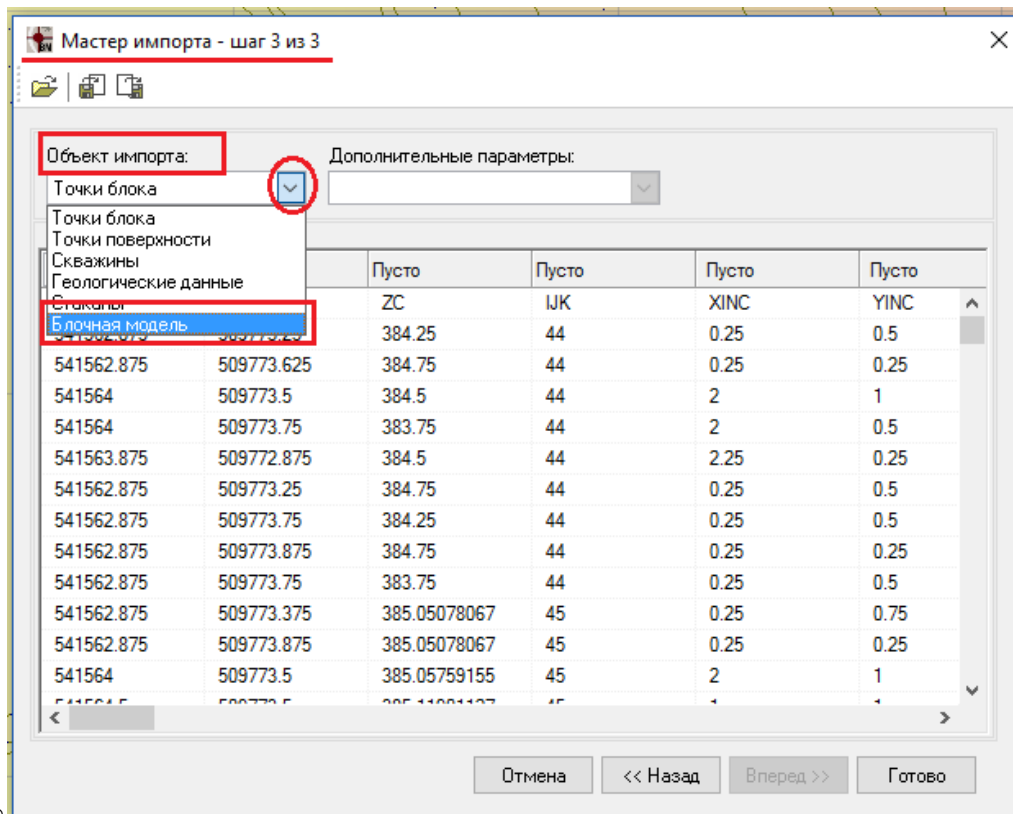 Мастер импорта - шаг 3 из 3
Объект импорта: Дополнительные параметры:
Точки блока
Точки блока
Точки поверхности
Скважины
Геологические данные
Стаканы
Блочная модель
Пусто Пусто Пусто Пусто
ZC IJK XINC YINC
384.25 44 0.25 0.5
541562.875 509773.625 384.75 44 0.25 0.25
541564 509773.5 384.5 44 2 1
541564 509773.75 383.75 44 2 0.5
541563.875 509772.875 384.5 44 2.25 0.25
541562.875 509773.25 384.75 44 0.25 0.5
541562.875 509773.75 384.25 44 0.25 0.5
541562.875 509773.875 384.75 44 0.25 0.25
541562.875 509773.75 383.75 44 0.25 0.5
541562.875 509773.375 385.05078067 45 0.25 0.75
541562.875 509773.875 385.05078067 45 0.25 0.25
541564 509773.5 385.05759155 45 2 1
Отмена << Назад Вперед >> Готово